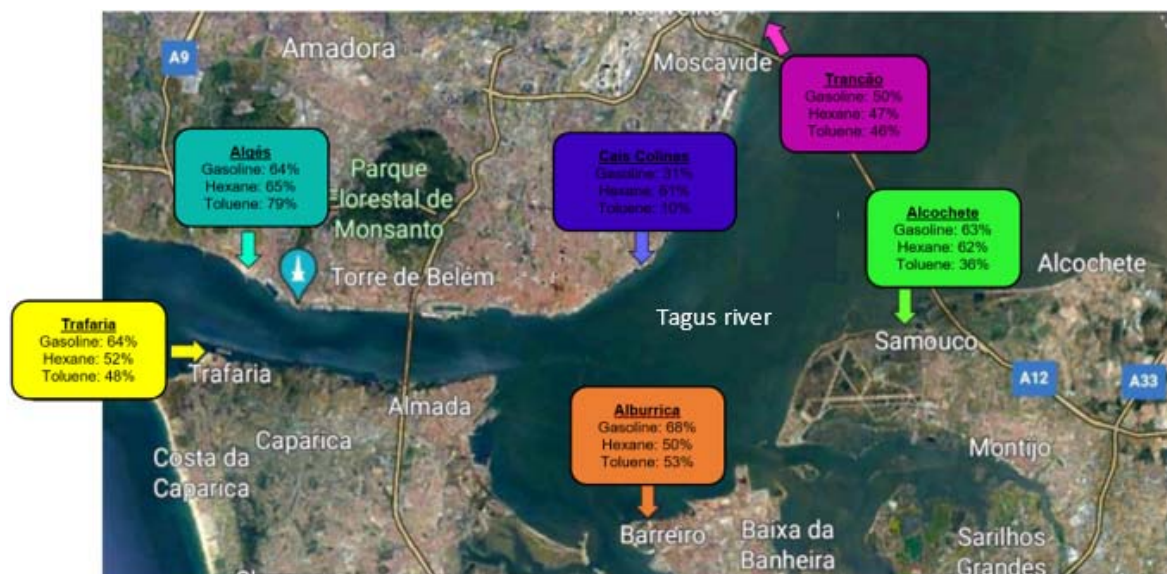 Amadora
A9
Moscavide
Trancão
Gasoline: 50%
Hexane: 47%
Toluene: 46%
Algés
Gasoline: 64%
Hexane: 65%
Toluene: 79%
Parque
Florestal de
Monsanto
Cais Colinas
Gasoline: 31%
Hexane: 61%
Toluene: 10%
Alcochete
Gasoline: 63%
Hexane: 62%
Toluene: 36%
Alcochete
Torre de Belém
Tagus river
Trafaria
Gasoline: 64%
Hexane: 52%
Toluene: 48%
Samouco
Trafaria
A12
A33
Almada
Alburrica
Gasoline: 68%
Hexane: 50%
Toluene: 53%
Caparica
Costa da
Caparica
Montijo
Barreiro
Baixa da
Banheira
Sarilhos
Grandes